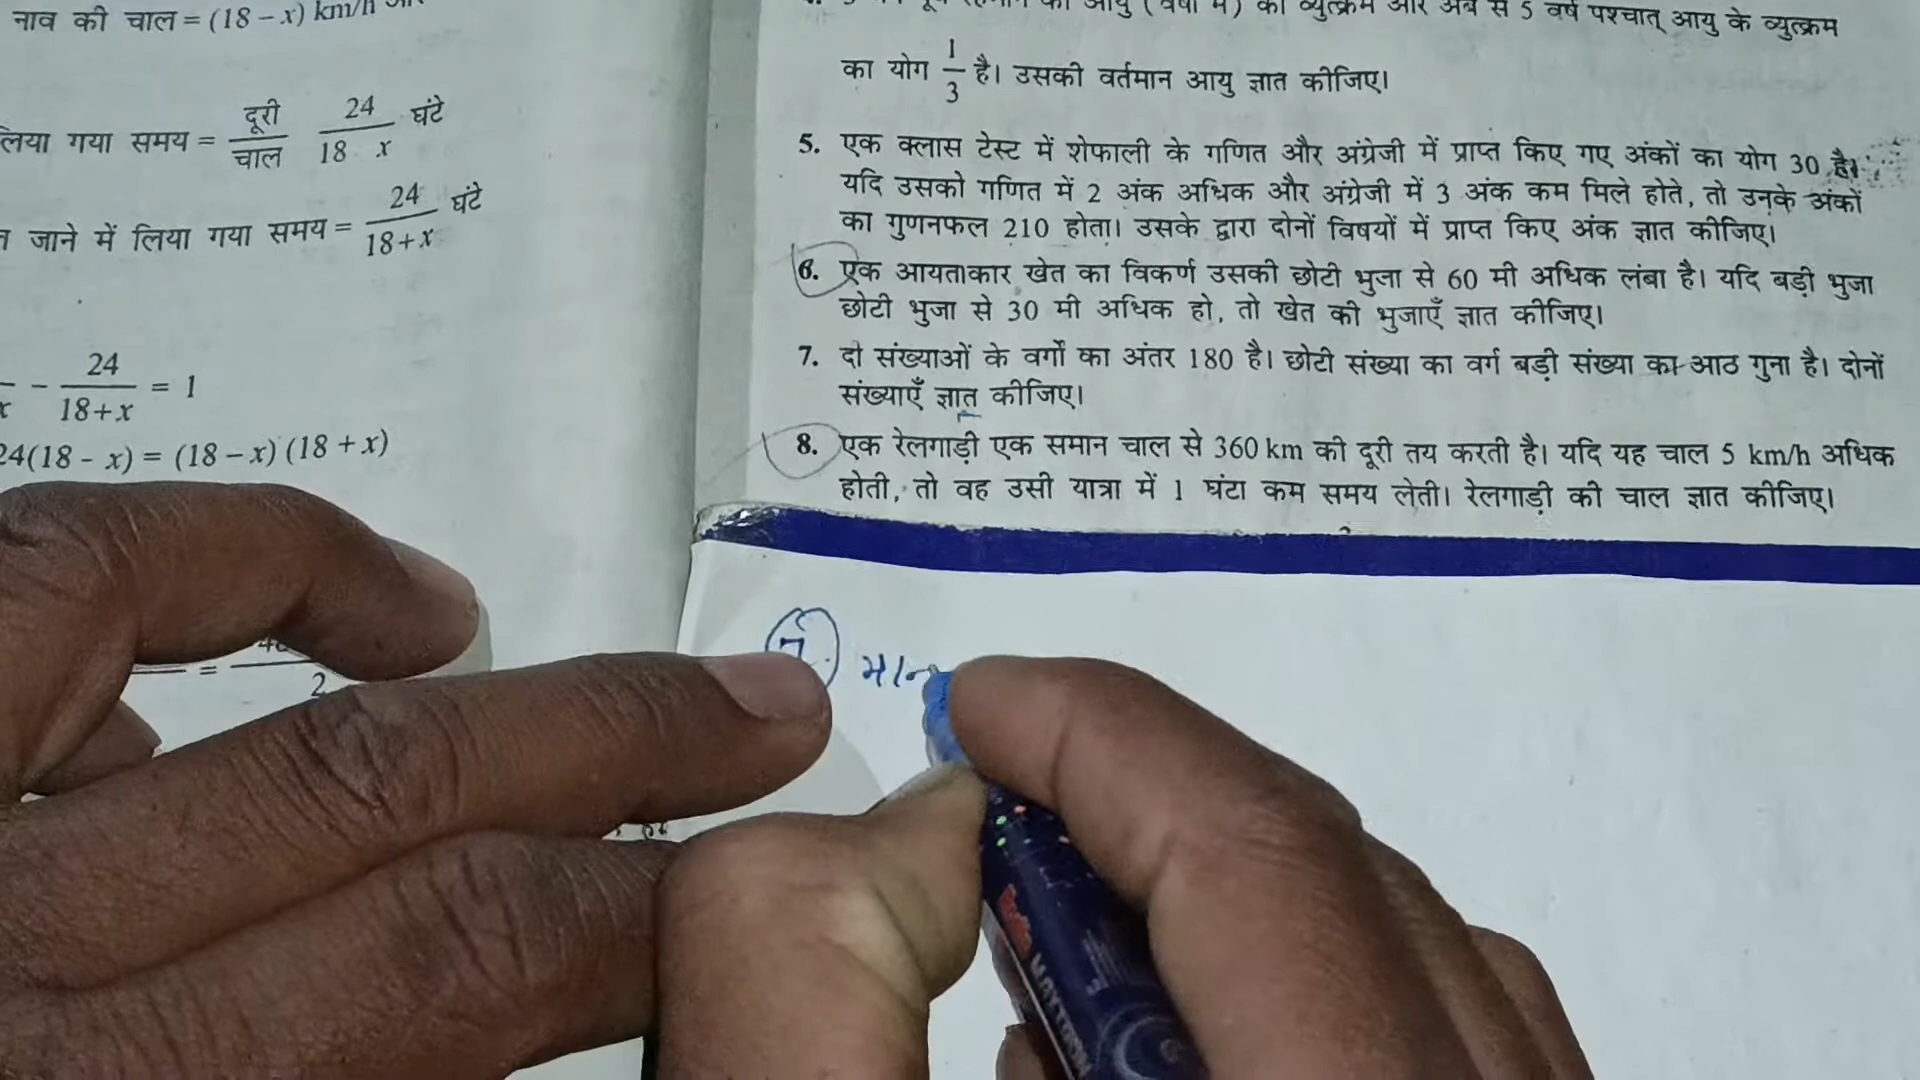 नाव की चाल = (18 – x) km/h
लिया गया समय = दूरी/चाल 24/18 x घंटे
जाने में लिया गया समय = 24/18+x घंटे
- 24/18+x = 1
24(18 - x) = (18 – x) (18 + x)
=
2
का योग 1/3 है। उसकी वर्तमान आयु ज्ञात कीजिए।
5. एक क्लास टेस्ट में शेफाली के गणित और अंग्रेजी में प्राप्त किए गए अंकों का योग 30 है।
यदि उसको गणित में 2 अंक अधिक और अंग्रेजी में 3 अंक कम मिले होते, तो उनके अंकों
का गुणनफल 210 होता। उसके द्वारा दोनों विषयों में प्राप्त किए अंक ज्ञात कीजिए।
6. एक आयताकार खेत का विकर्ण उसकी छोटी भुजा से 60 मी अधिक लंबा है। यदि बड़ी भुजा
छोटी भुजा से 30 मी अधिक हो, तो खेत की भुजाएँ ज्ञात कीजिए।
7. दो संख्याओं के वर्गों का अंतर 180 है। छोटी संख्या का वर्ग बड़ी संख्या का आठ गुना है। दोनों
संख्याएँ ज्ञात कीजिए।
8. एक रेलगाड़ी एक समान चाल से 360 km की दूरी तय करती है। यदि यह चाल 5 km/h अधिक
होती, तो वह उसी यात्रा में 1 घंटा कम समय लेती। रेलगाड़ी की चाल ज्ञात कीजिए।
7. मान